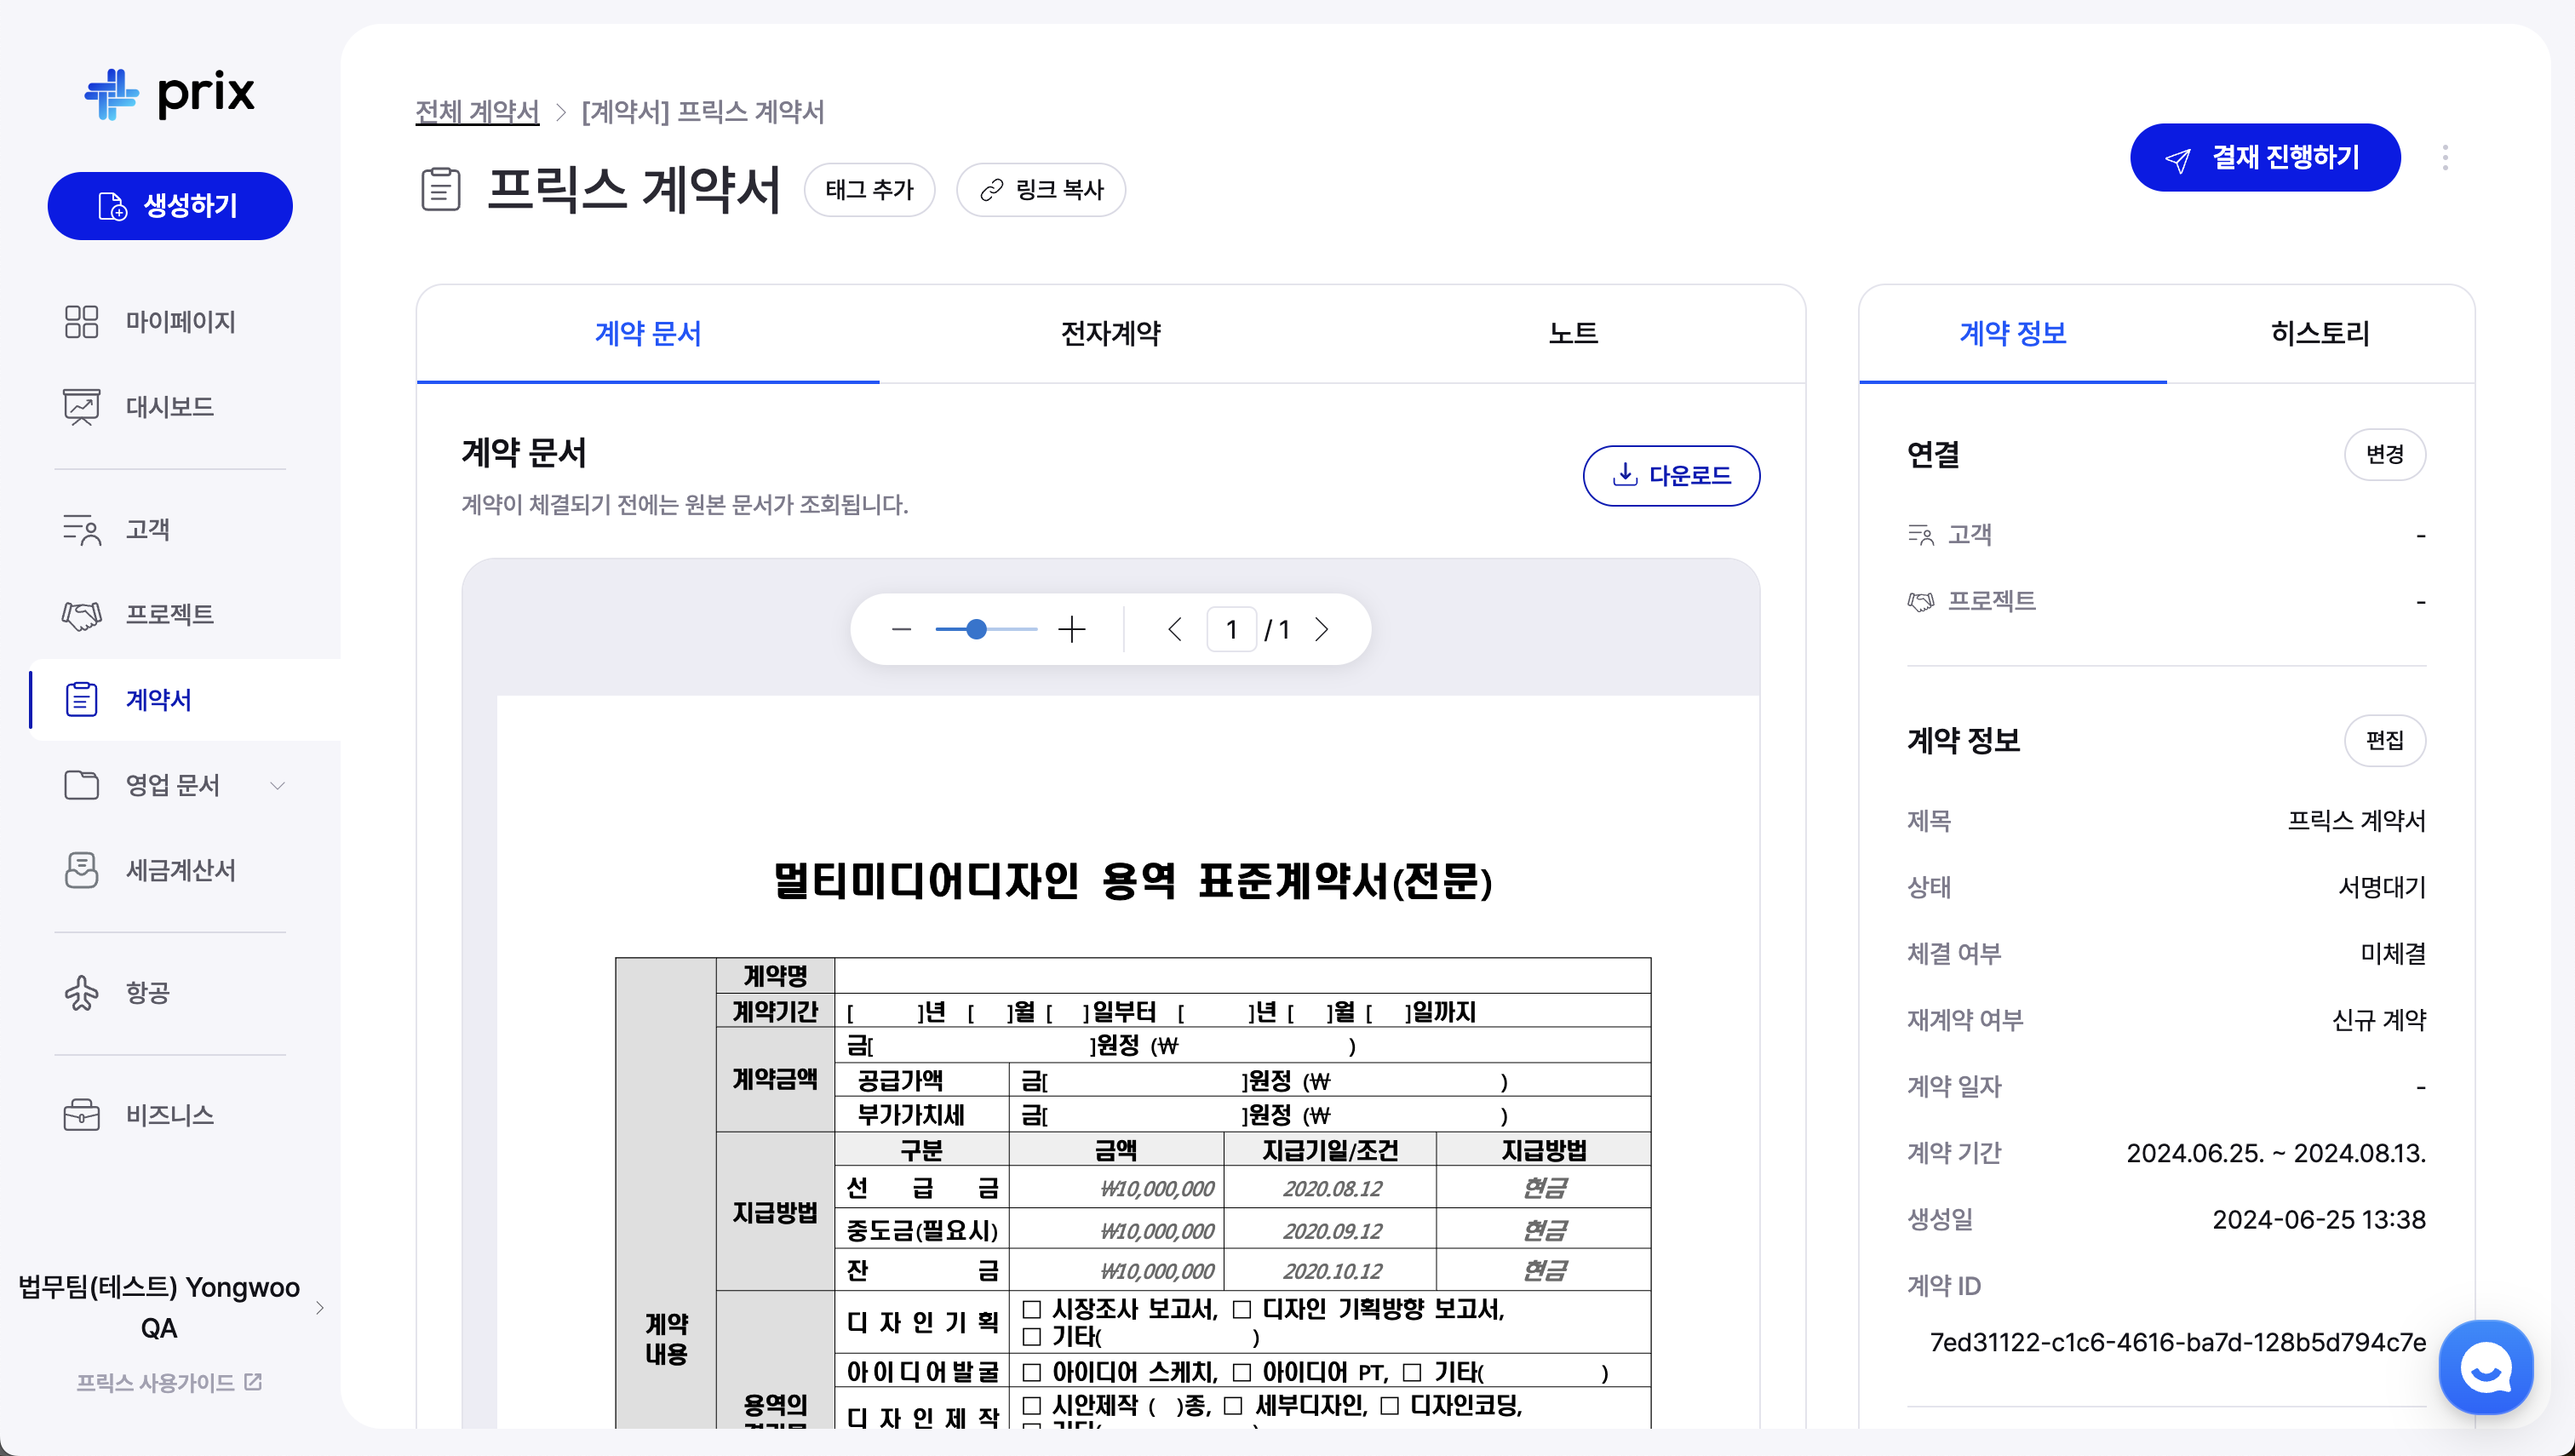 prix
생성하기
마이페이지
대시보드
고객
프로젝트
계약서
영업 문서
세금계산서
항공
비즈니스
법무팀(테스트) Yongwoo
QA
프릭스 사용가이드
전체 계약서 > [계약서] 프릭스 계약서
프릭스 계약서
태그 추가
링크 복사
결재 진행하기
계약 문서
전자계약
노트
계약 문서
계약이 체결되기 전에는 원본 문서가 조회됩니다.
다운로드
1 / 1
멀티미디어디자인 용역 표준계약서(전문)
계약
내용
계약명
계약기간 [ ]년 [ ]월 [ ]일부터 [ ]년 [ ]월 [ ]일까지
계약금액
금[ ]원정 (₩ )
공급가액 금[ ]원정 (₩ )
부가가치세 금[ ]원정 (₩ )
지급방법
구분 금액 지급기일/조건 지급방법
선 급 금 ₩10,000,000 2020.08.12 현금
중도금(필요시) ₩10,000,000 2020.09.12 현금
잔 금 ₩10,000,000 2020.10.12 현금
용역의
디 자 인 기 획 □ 시장조사 보고서, □ 디자인 기획방향 보고서,
□ 기타( )
아이디어발굴 □ 아이디어 스케치, □ 아이디어 PT, □ 기타( )
디 자 인 제 작 □ 시안제작 ( )종, □ 세부디자인, □ 디자인코딩,
계약 정보
히스토리
연결
변경
고객 -
프로젝트 -
계약 정보
편집
제목 프릭스 계약서
상태 서명대기
체결 여부 미체결
재계약 여부 신규 계약
계약 일자 -
계약 기간 2024.06.25. ~ 2024.08.13.
생성일 2024-06-25 13:38
계약 ID
7ed31122-c1c6-4616-ba7d-128b5d794c7e